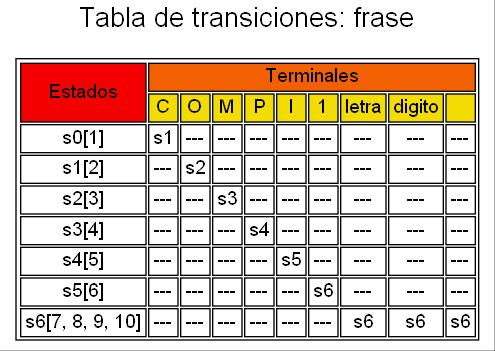 Tabla de transiciones: frase
Estados Terminales
C O M P I 1 letra digito
s0[1] s1 --- --- --- --- --- --- --- ---
s1[2] --- s2 --- --- --- --- --- --- ---
s2[3] --- --- s3 --- --- --- --- --- ---
s3[4] --- --- --- s4 --- --- --- --- ---
s4[5] --- --- --- --- s5 --- --- --- ---
s5[6] --- --- --- --- --- s6 --- --- ---
s6[7, 8, 9, 10] --- --- --- --- --- --- s6 s6 s6